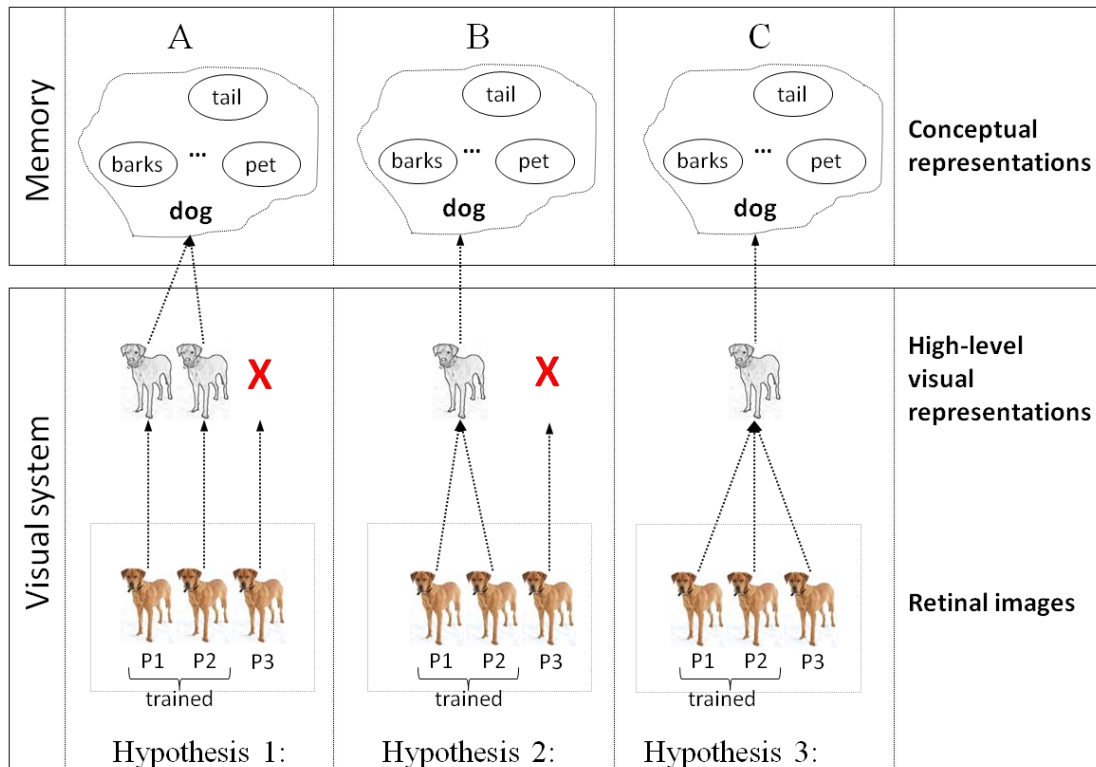 A
B
C
Memory
tail
barks
...
pet
dog
tail
barks
...
pet
dog
tail
barks
...
pet
dog
Conceptual
representations
Visual system
X
X
High-level
visual
representations
P1 P2 P3
trained
P1 P2 P3
trained
P1 P2 P3
trained
Retinal images
Hypothesis 1:
Hypothesis 2:
Hypothesis 3: